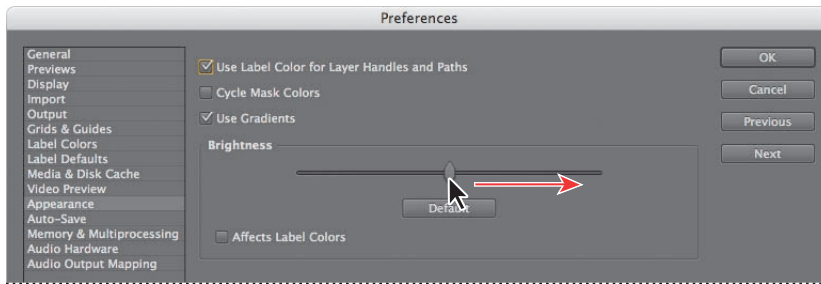 Preferences
General
Previews
Display
Import
Output
Grids & Guides
Label Colors
Label Defaults
Media & Disk Cache
Video Preview
Appearance
Auto-Save
Memory & Multiprocessing
Audio Hardware
Audio Output Mapping
Use Label Color for Layer Handles and Paths
Cycle Mask Colors
Use Gradients
Brightness
Default
Affects Label Colors
OK
Cancel
Previous
Next